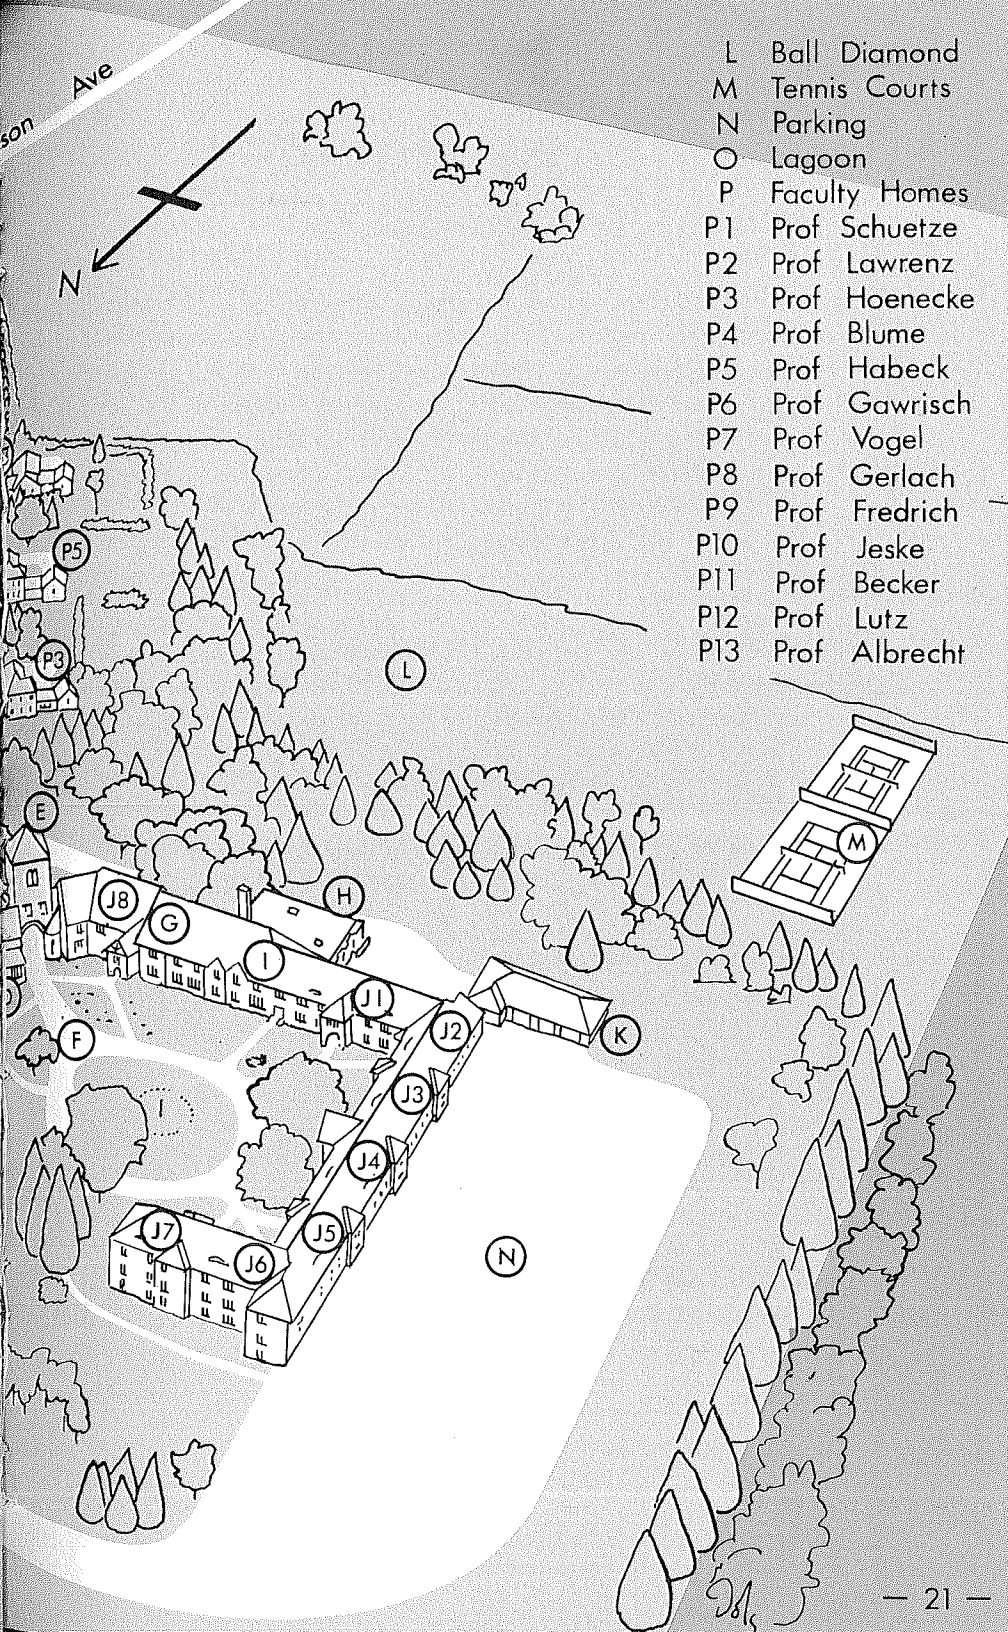 L Ball Diamond
M Tennis Courts
N Parking
O Lagoon
P Faculty Homes
P1 Prof Schuetze
P2 Prof Lawrenz
P3 Prof Hoenecke
P4 Prof Blume
P5 Prof Habeck
P6 Prof Gawrisch
P7 Prof Vogel
P8 Prof Gerlach
P9 Prof Fredrich
P10 Prof Jeske
P11 Prof Becker
P12 Prof Lutz
P13 Prof Albrecht
son Ave
N
P5
P3
L
E
M
J8
H
G
I
J1
J2
K
F
J3
J4
J5
J7
J6
N
— 21 —